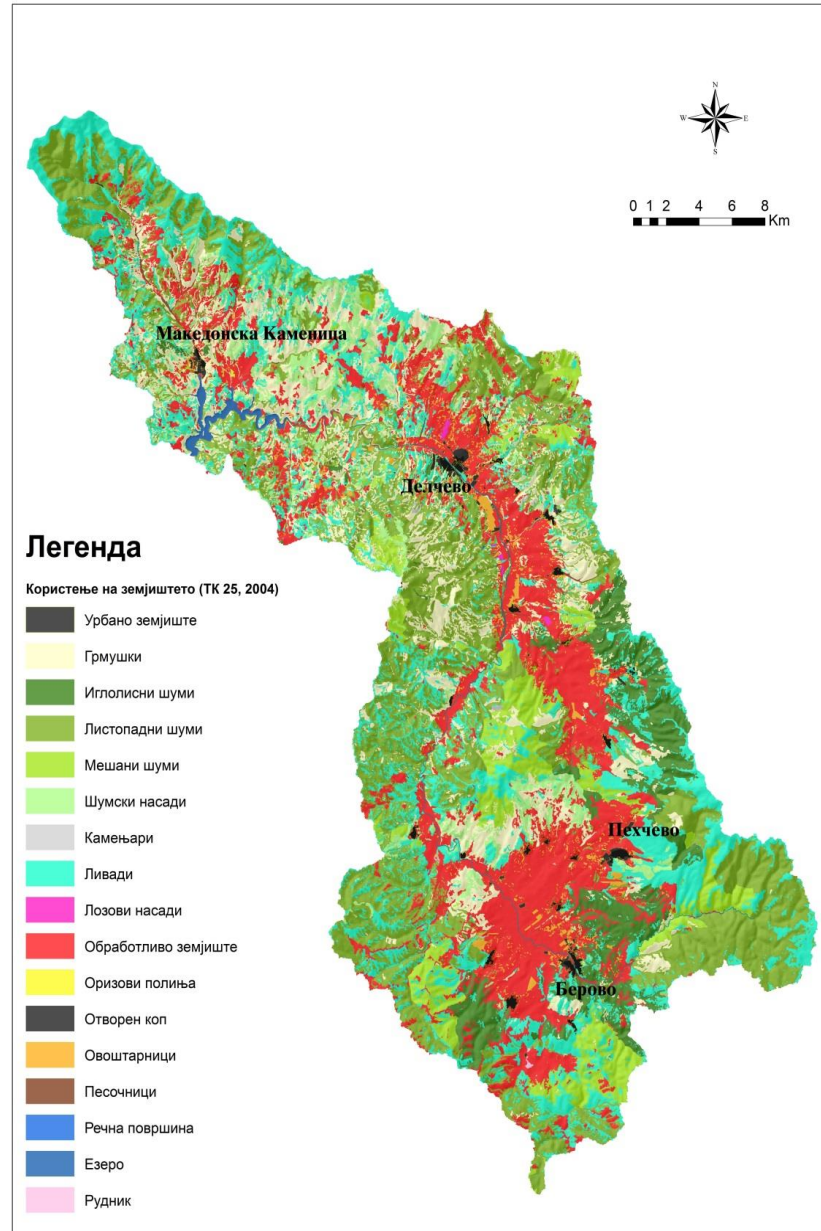 N
W E
S
0 1 2 4 6 8
Km
Македонска Каменица
Делчево
Пехчево
Берово
Легенда
Користење на земјиштето (ТК 25, 2004)
Урбано земјиште
Грмушки
Иглолисни шуми
Листопадни шуми
Мешани шуми
Шумски насади
Камењари
Ливади
Лозови насади
Обработливо земјиште
Оризови полиња
Отворен коп
Овоштарници
Песочници
Речна површина
Езеро
Рудник